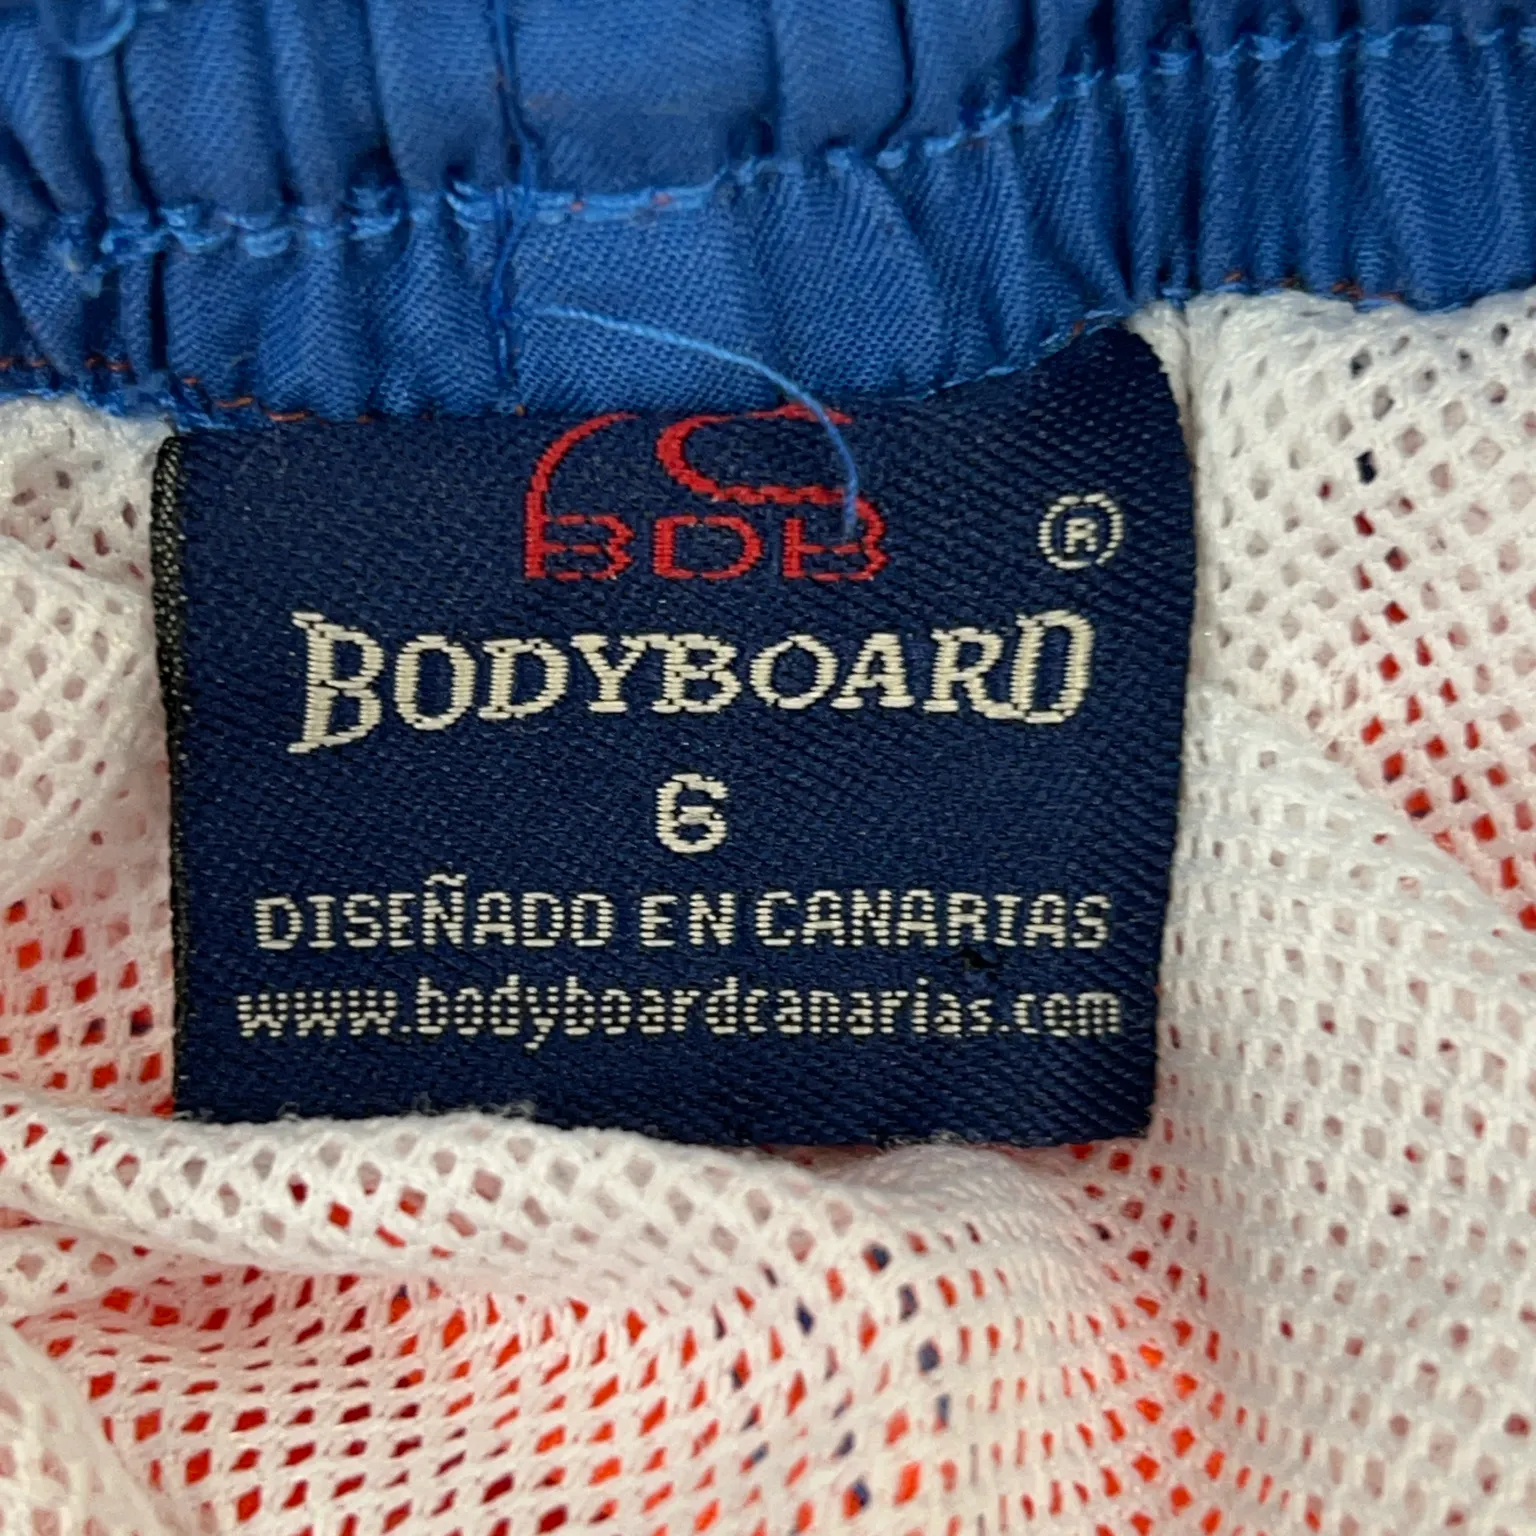 BDB ®
BODYBOARD
6
DISEÑADO EN CANARIAS
www.bodyboardcanarias.com